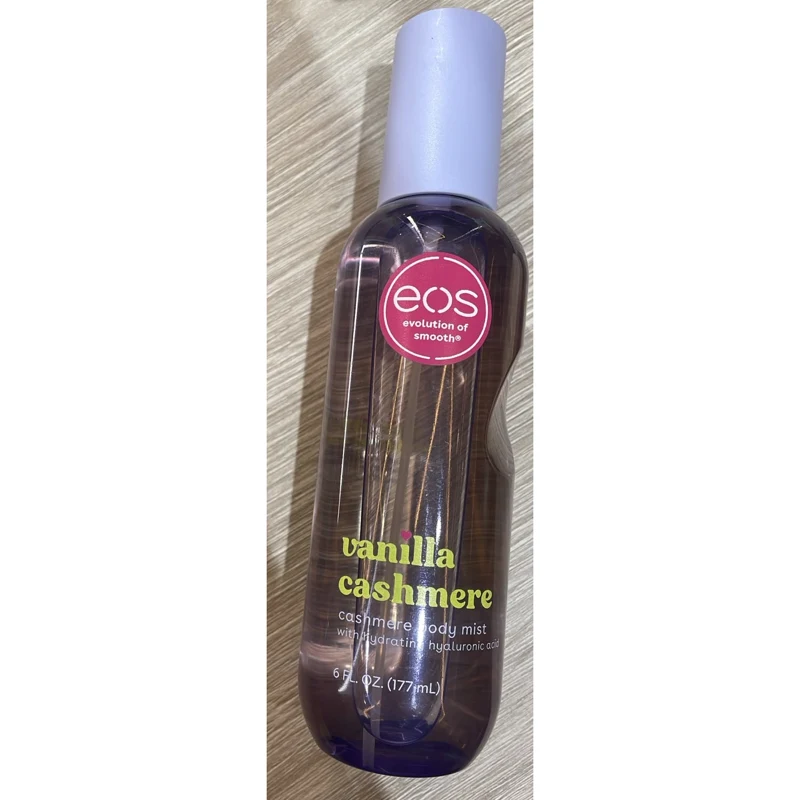 eos
evolution of
smooth®
vanilla
cashmere
cashmere body mist
with hydrating hyaluronic acid
6 FL. OZ. (177 mL)